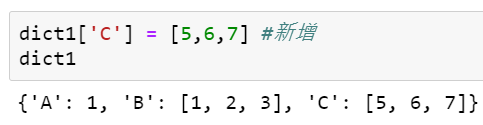 dict1['C'] = [5,6,7] #新增
dict1
{'A': 1, 'B': [1, 2, 3], 'C': [5, 6, 7]}